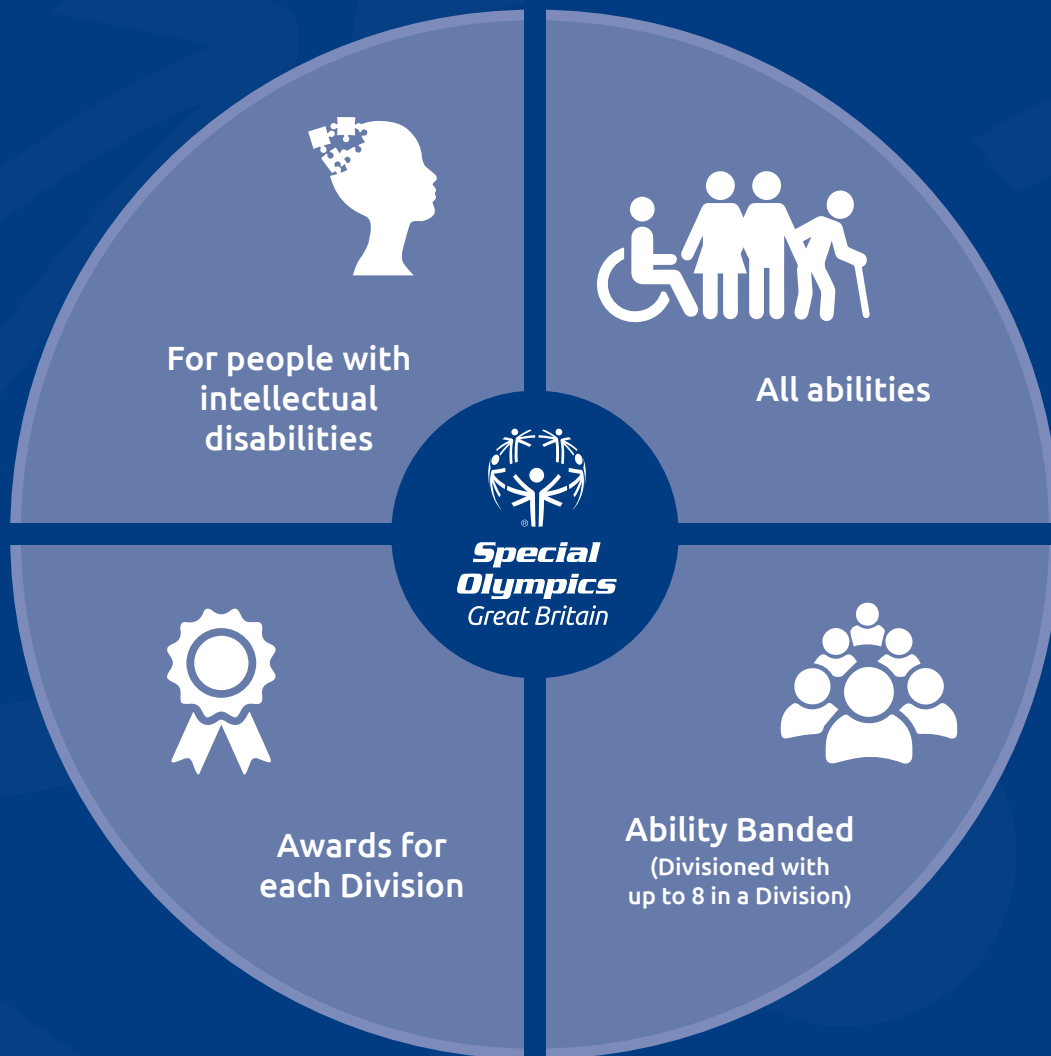 For people with
intellectual
disabilities
All abilities
®
Special
Olympics
Great Britain
Awards for
each Division
Ability Banded
(Divisioned with
up to 8 in a Division)